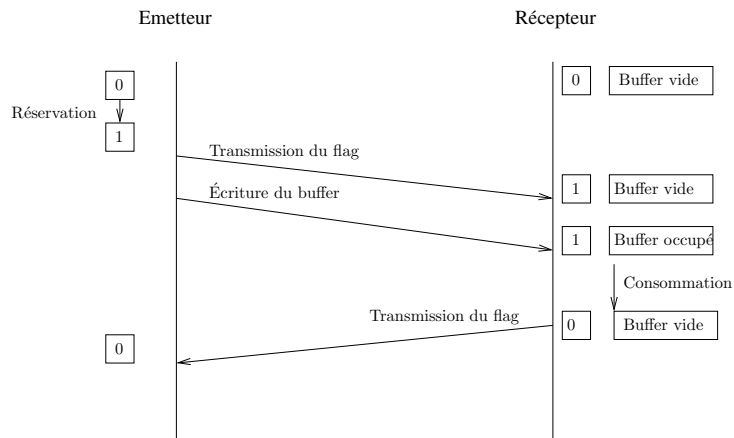 Emetteur
Récepteur
0
0
Buffer vide
Réservation
1
Transmission du flag
1
Buffer vide
Écriture du buffer
1
Buffer occupé
Consommation
Transmission du flag
0
Buffer vide
0